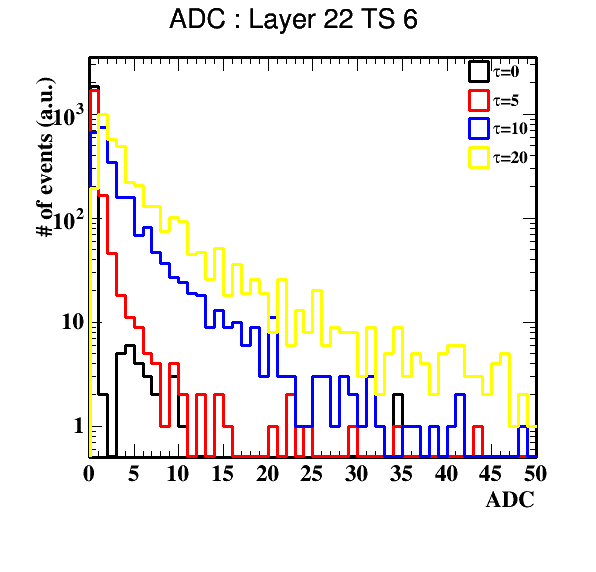 ADC : Layer 22 TS 6
# of events (a.u.)
10³
10²
10
1
τ=0
τ=5
τ=10
τ=20
0 5 10 15 20 25 30 35 40 45 50
ADC